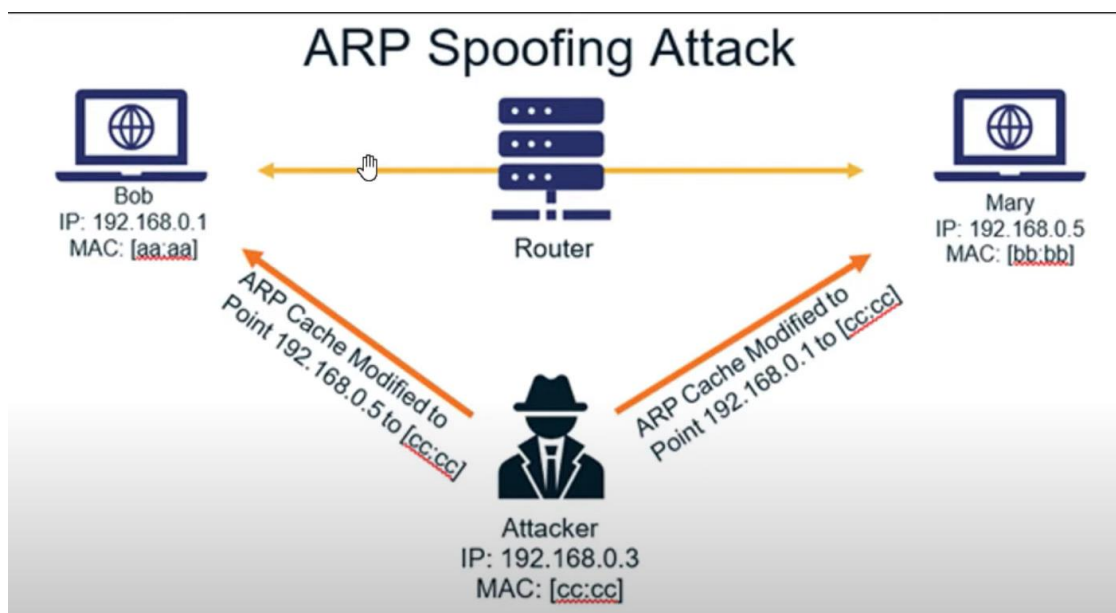 ARP Spoofing Attack
Bob
IP: 192.168.0.1
MAC: [aa:aa]
Router
Mary
IP: 192.168.0.5
MAC: [bb:bb]
ARP Cache Modified to
Point 192.168.0.5 to [cc:cc]
ARP Cache Modified to
Point 192.168.0.1 to [cc:cc]
Attacker
IP: 192.168.0.3
MAC: [cc:cc]